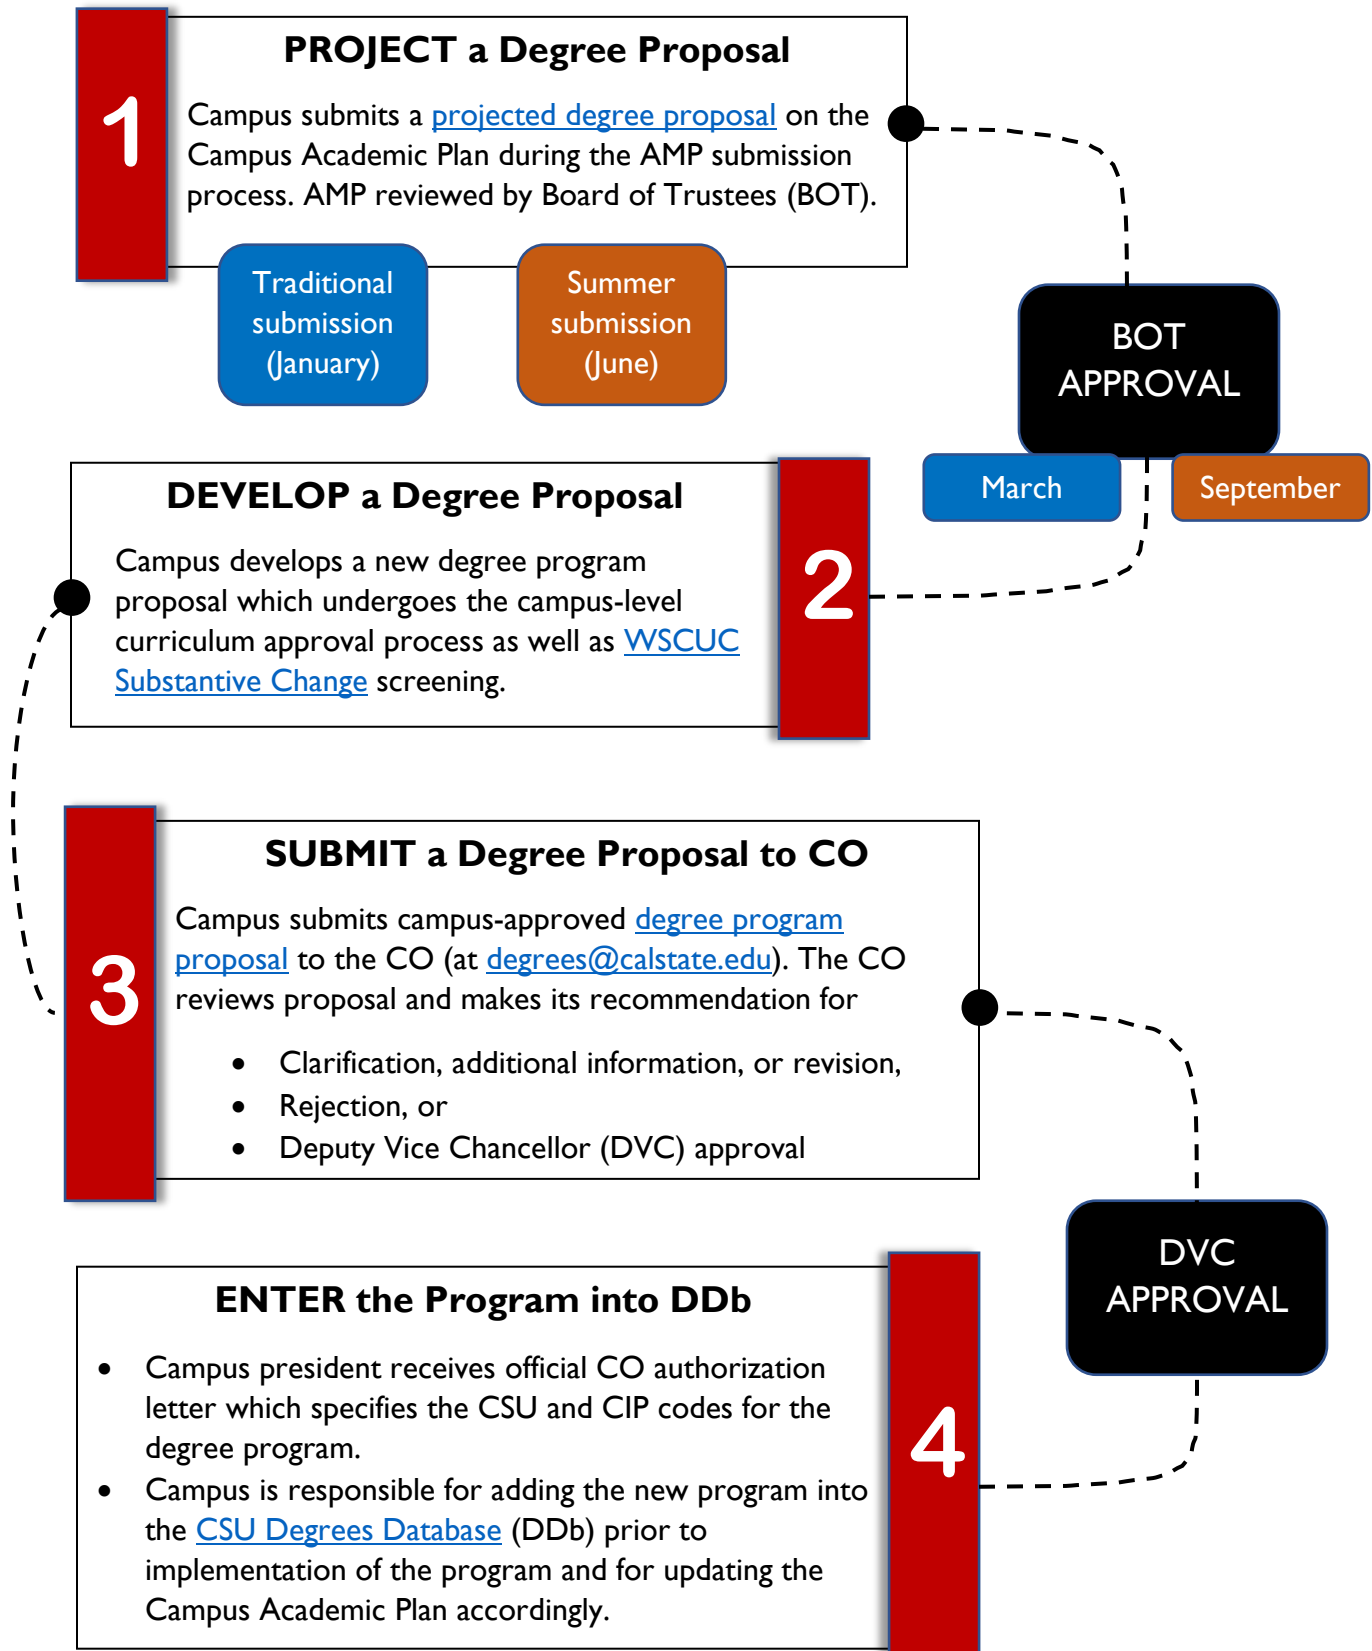 1
PROJECT a Degree Proposal
Campus submits a projected degree proposal on the
Campus Academic Plan during the AMP submission
process. AMP reviewed by Board of Trustees (BOT).
Traditional
submission
(January)
Summer
submission
(June)
BOT
APPROVAL
March
September
DEVELOP a Degree Proposal
Campus develops a new degree program
proposal which undergoes the campus-level
curriculum approval process as well as WSCUC
Substantive Change screening.
2
3
SUBMIT a Degree Proposal to CO
Campus submits campus-approved degree program
proposal to the CO (at degrees@calstate.edu). The CO
reviews proposal and makes its recommendation for
• Clarification, additional information, or revision,
• Rejection, or
• Deputy Vice Chancellor (DVC) approval
DVC
APPROVAL
ENTER the Program into DDb
• Campus president receives official CO authorization
letter which specifies the CSU and CIP codes for the
degree program.
• Campus is responsible for adding the new program into
the CSU Degrees Database (DDb) prior to
implementation of the program and for updating the
Campus Academic Plan accordingly.
4